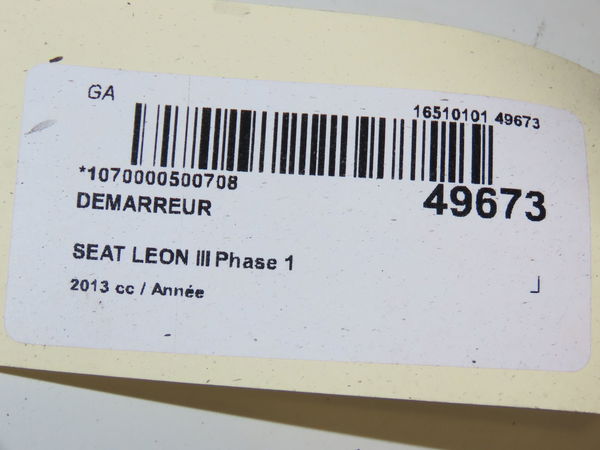 GA
16510101 49673
*1070000500708
49673
DEMARREUR
SEAT LEON III Phase 1
2013 cc / Année